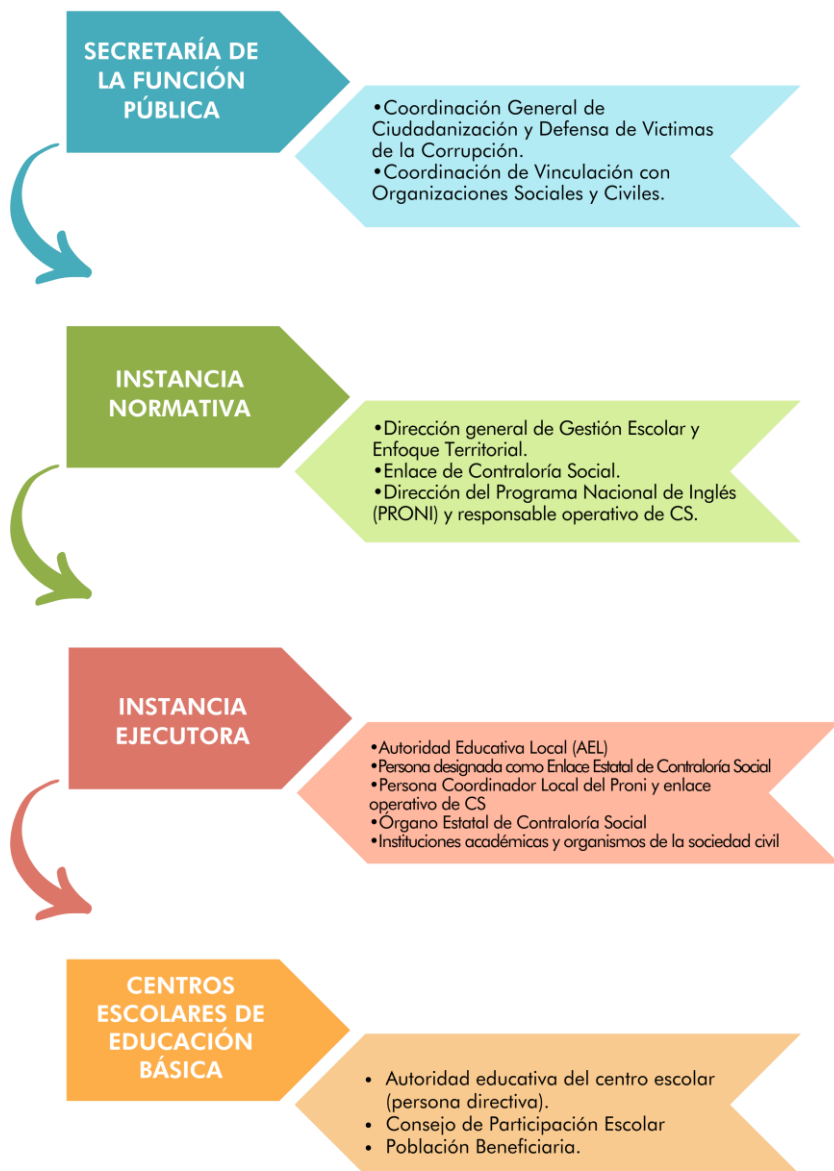 SECRETARÍA DE
LA FUNCIÓN
PÚBLICA
•Coordinación General de
Ciudadanización y Defensa de Victimas
de la Corrupción.
•Coordinación de Vinculación con
Organizaciones Sociales y Civiles.
INSTANCIA
NORMATIVA
•Dirección general de Gestión Escolar y
Enfoque Territorial.
•Enlace de Contraloría Social.
•Dirección del Programa Nacional de Inglés
(PRONI) y responsable operativo de CS.
INSTANCIA
EJECUTORA
•Autoridad Educativa Local (AEL)
•Persona designada como Enlace Estatal de Contraloría Social
•Persona Coordinador Local del Proni y enlace
operativo de CS
•Órgano Estatal de Contraloría Social
•Instituciones académicas y organismos de la sociedad civil
CENTROS
ESCOLARES DE
EDUCACIÓN
BÁSICA
• Autoridad educativa del centro escolar
(persona directiva).
• Consejo de Participación Escolar
• Población Beneficiaria.